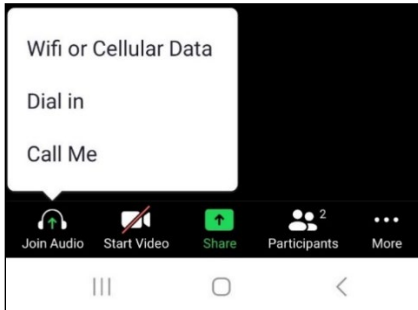 Wifi or Cellular Data
Dial in
Call Me
2
Join Audio Start Video Share Participants More